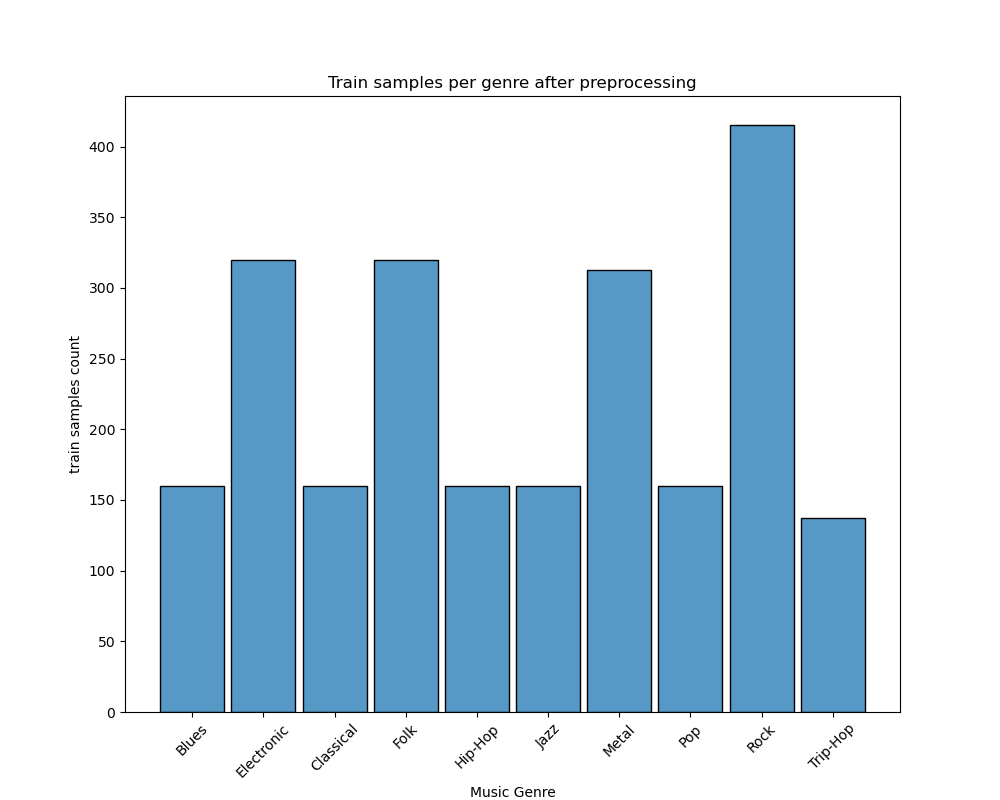 Train samples per genre after preprocessing
train samples count
400
350
300
250
200
150
100
50
0
Blues
Electronic
Classical
Folk
Hip-Hop
Jazz
Metal
Pop
Rock
Trip-Hop
Music Genre